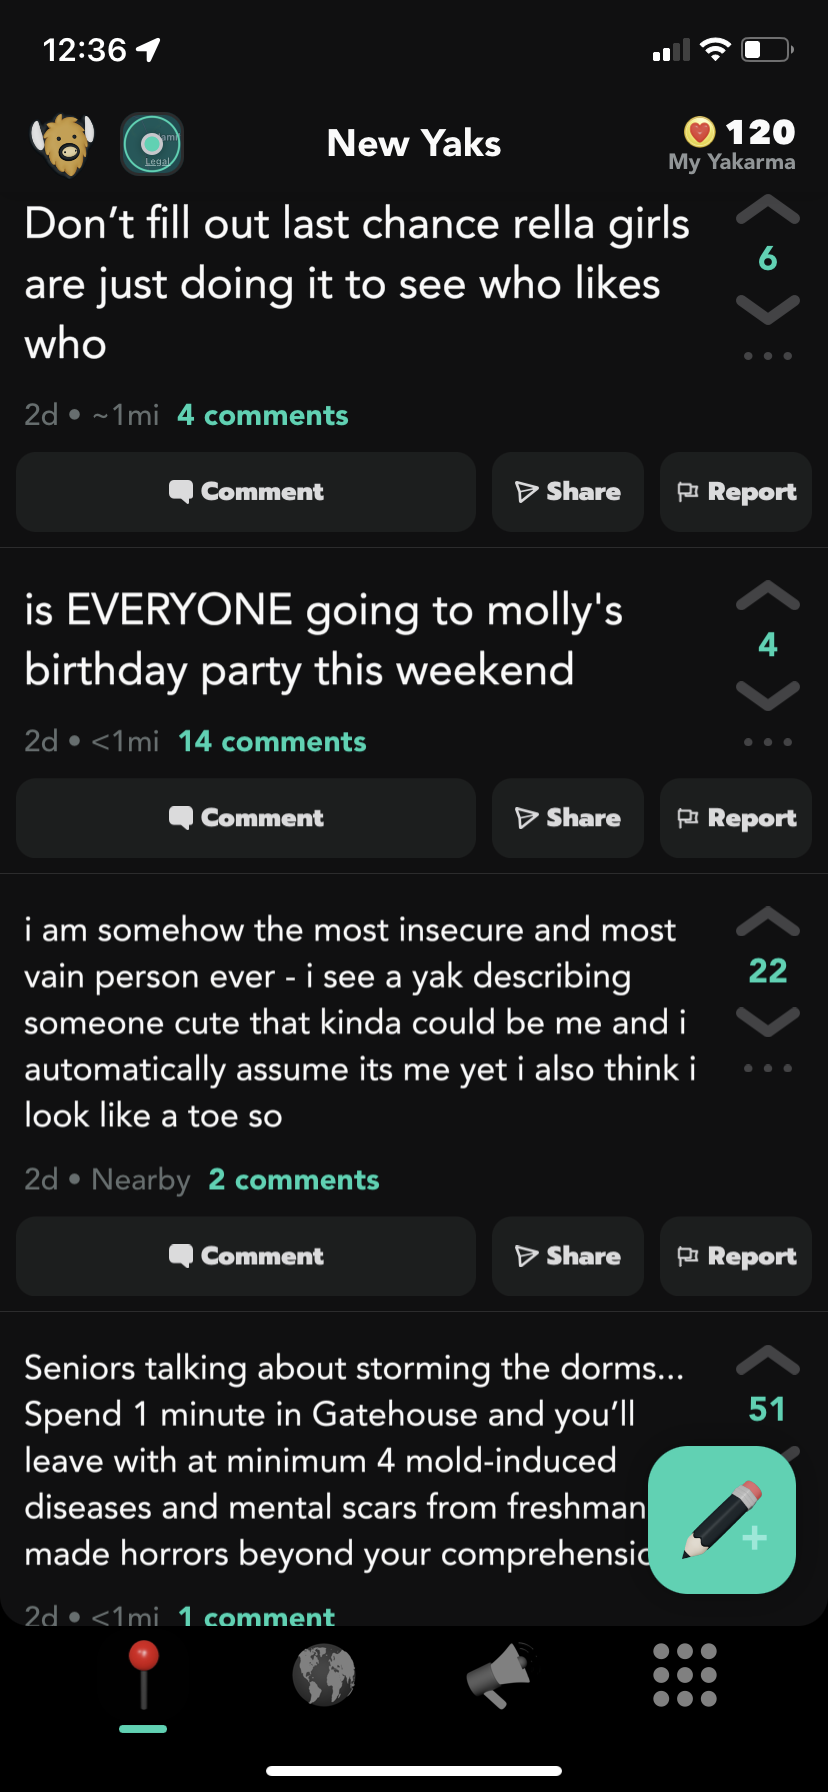 12:36
New Yaks
120
My Yakarma
Legal
Don't fill out last chance rella girls
are just doing it to see who likes
who
6
2d • ~1mi 4 comments
Comment Share Report
is EVERYONE going to molly's
birthday party this weekend
4
2d • <1mi 14 comments
Comment Share Report
i am somehow the most insecure and most
vain person ever - i see a yak describing
someone cute that kinda could be me and i
automatically assume its me yet i also think i
look like a toe so
22
2d • Nearby 2 comments
Comment Share Report
Seniors talking about storming the dorms...
Spend 1 minute in Gatehouse and you'll
leave with at minimum 4 mold-induced
diseases and mental scars from freshman
made horrors beyond your
51
2d • <1mi 1 comment